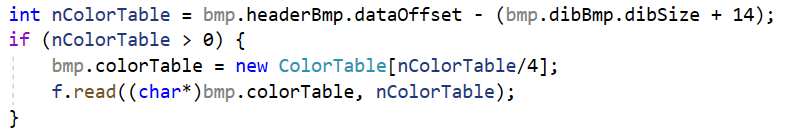 int nColorTable = bmp.headerBmp.dataOffset - (bmp.dibBmp.dibSize + 14);
if (nColorTable > 0) {
    bmp.colorTable = new ColorTable[nColorTable/4];
    f.read((char*)bmp.colorTable, nColorTable);
}